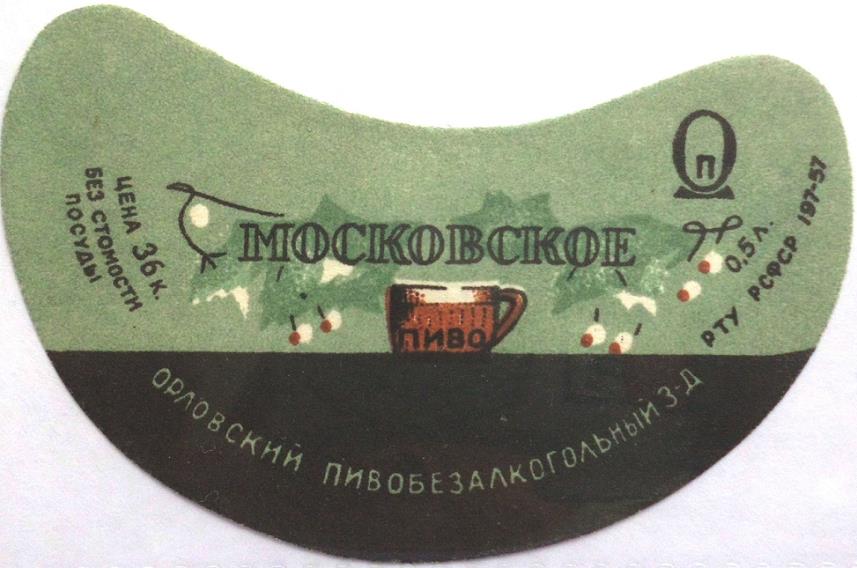 ЦЕНА 36 к.
БЕЗ СТОМОСТИ
ПОСУДЫ
МОСКОВСКОЕ
ПИВО
О
П
0,5 л.
РТУ РСФСР 197-57
ОРЛОВСКИЙ ПИВОБЕЗАЛКОГОЛЬНЫЙ З-Д